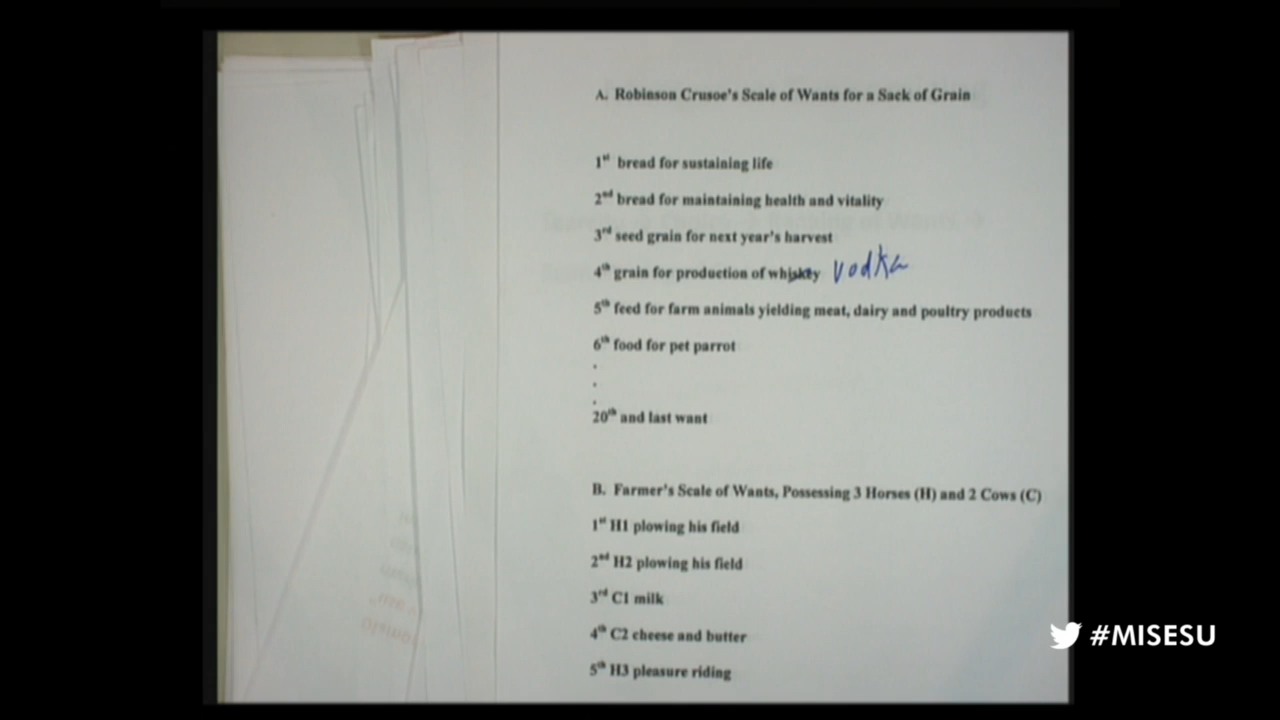 A. Robinson Crusoe's Scale of Wants for a Sack of Grain
1st bread for sustaining life
2nd bread for maintaining health and vitality
3rd seed grain for next year's harvest
4th grain for production of whiskey vodka
5th feed for farm animals yielding meat, dairy and poultry products
6th food for pet parrot
.
.
.
20th and last want
B. Farmer's Scale of Wants, Possessing 3 Horses (H) and 2 Cows (C)
1st H1 plowing his field
2nd H2 plowing his field
3rd C1 milk
4th C2 cheese and butter
5th H3 pleasure riding
#MISESU